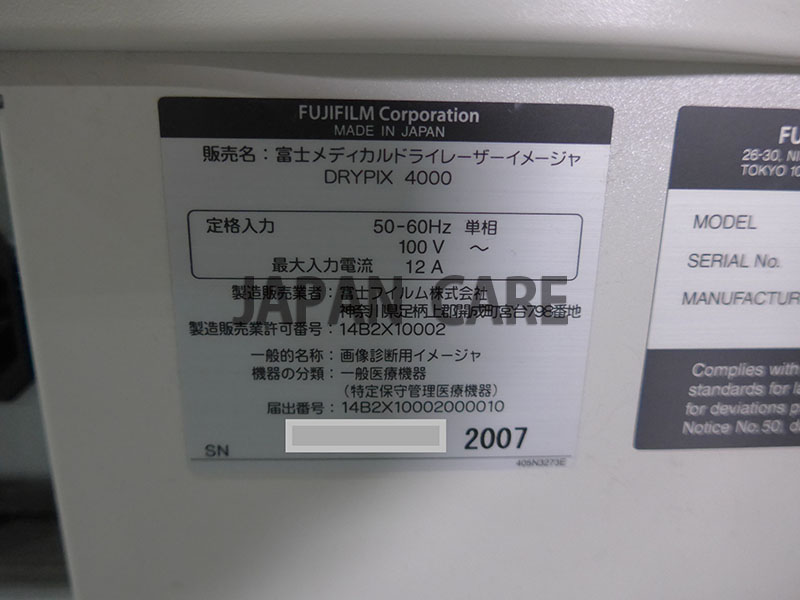 FUJIFILM Corporation
MADE IN JAPAN
販売名：富士メディカルドライレーザーイメージャ
DRYPIX 4000
定格入力 50-60Hz 単相
100 V ～
最大入力電流 12 A
JAPAN CARE
製造販売業者：富士フイルム株式会社
神奈川県足柄上郡開成町宮台798番地
製造販売業許可番号：14B2X10002
一般的名称：画像診断用イメージャ
機器の分類：一般医療機器
(特定保守管理医療機器)
届出番号：14B2X10002000010
SN 2007
405N3273E
FU
26-30, NI
TOKYO 10
MODEL
SERIAL No.
MANUFACTUR
Complies with
standards for la
for deviations p
Notice No. 50, d